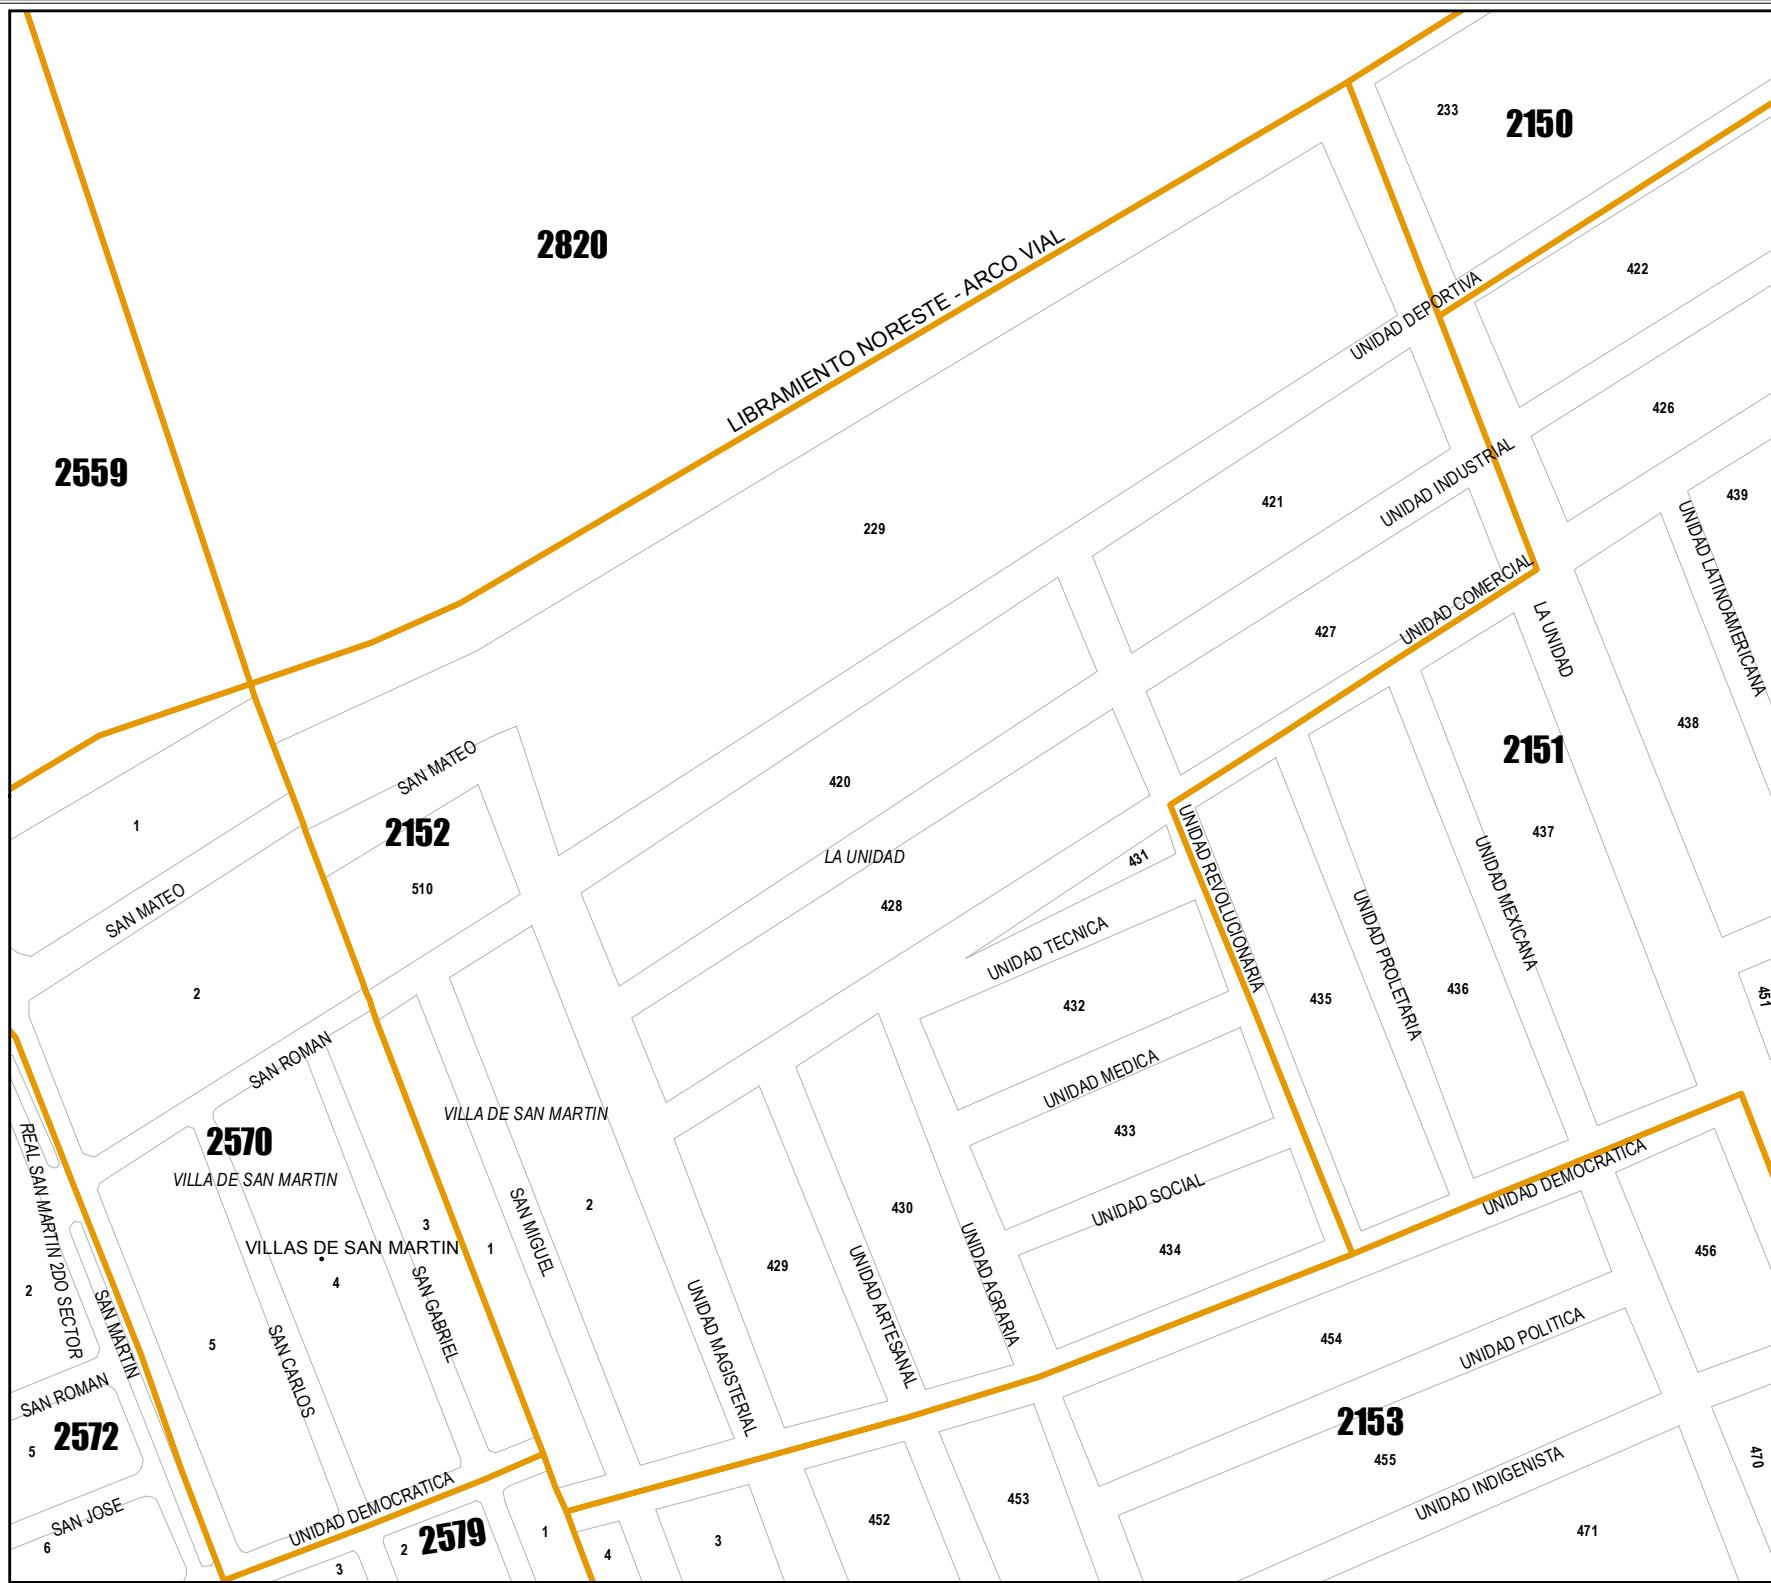 233
2150
2820
LIBRAMIENTO NORESTE - ARCO VIAL
422
UNIDAD DEPORTIVA
426
2559
UNIDAD INDUSTRIAL
439
421
229
UNIDAD LATINOAMERICANA
UNIDAD COMERCIAL
427
LA UNIDAD
438
2151
SAN MATEO
420
1
2152
437
LA UNIDAD
431
UNIDAD REVOLUCIONARIA
UNIDAD MEXICANA
510
SAN MATEO
428
UNIDAD PROLETARIA
UNIDAD TECNICA
2
432
435
436
451
SAN ROMAN
UNIDAD MEDICA
VILLA DE SAN MARTIN
433
2570
REAL SAN MARTIN 2DO SECTOR
VILLA DE SAN MARTIN
UNIDAD SOCIAL
UNIDAD DEMOCRATICA
2
430
3
SAN MIGUEL
VILLAS DE SAN MARTIN
1
434
456
429
UNIDAD AGRARIA
UNIDAD ARTESANAL
4
2
SAN GABRIEL
SAN MARTIN
UNIDAD MAGISTERIAL
5
SAN CARLOS
454
UNIDAD POLITICA
SAN ROMAN
2572
5
2153
455
470
UNIDAD INDIGENISTA
453
UNIDAD DEMOCRATICA
SAN JOSE
452
471
2579
1
6
2
3
4
3